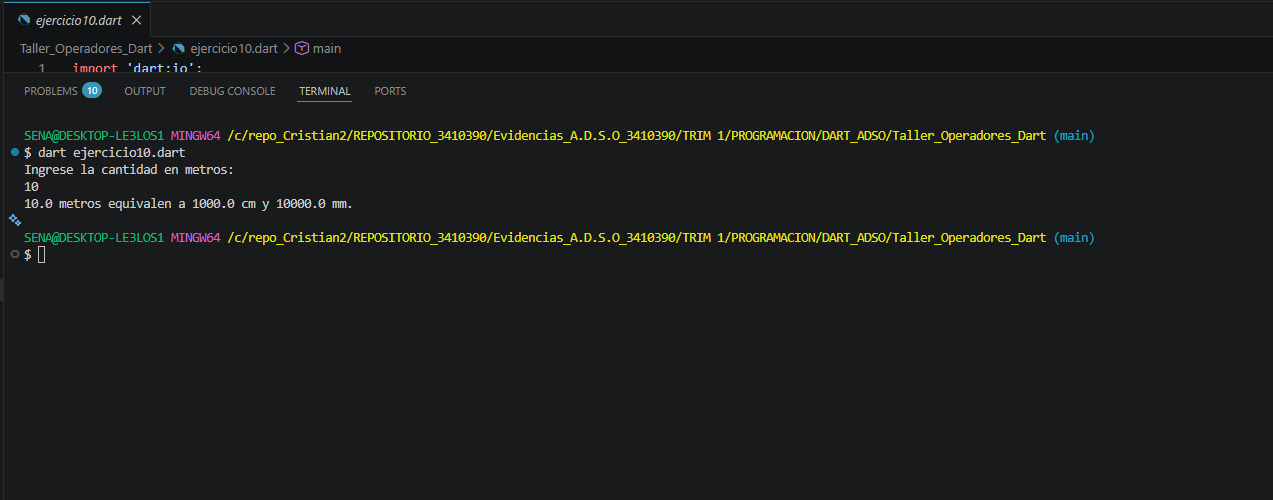 ejercicio10.dart
Taller_Operadores_Dart > ejercicio10.dart > main
1 import 'dart:io';
PROBLEMS 10 OUTPUT DEBUG CONSOLE TERMINAL PORTS
SENA@DESKTOP-LE3LOS1 MINGW64 /c/repo_Cristian2/REPOSITORIO_3410390/Evidencias_A.D.S.O_3410390/TRIM 1/PROGRAMACION/DART_ADSO/Taller_Operadores_Dart (main)
$ dart ejercicio10.dart
Ingrese la cantidad en metros:
10
10.0 metros equivalen a 1000.0 cm y 10000.0 mm.
SENA@DESKTOP-LE3LOS1 MINGW64 /c/repo_Cristian2/REPOSITORIO_3410390/Evidencias_A.D.S.O_3410390/TRIM 1/PROGRAMACION/DART_ADSO/Taller_Operadores_Dart (main)
$